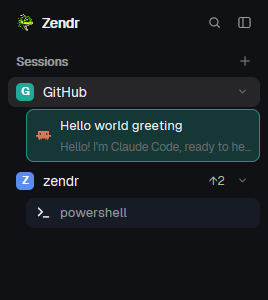 Zendr
Sessions
G GitHub
Hello world greeting
Hello! I'm Claude Code, ready to he...
Z zendr ↑2
powershell